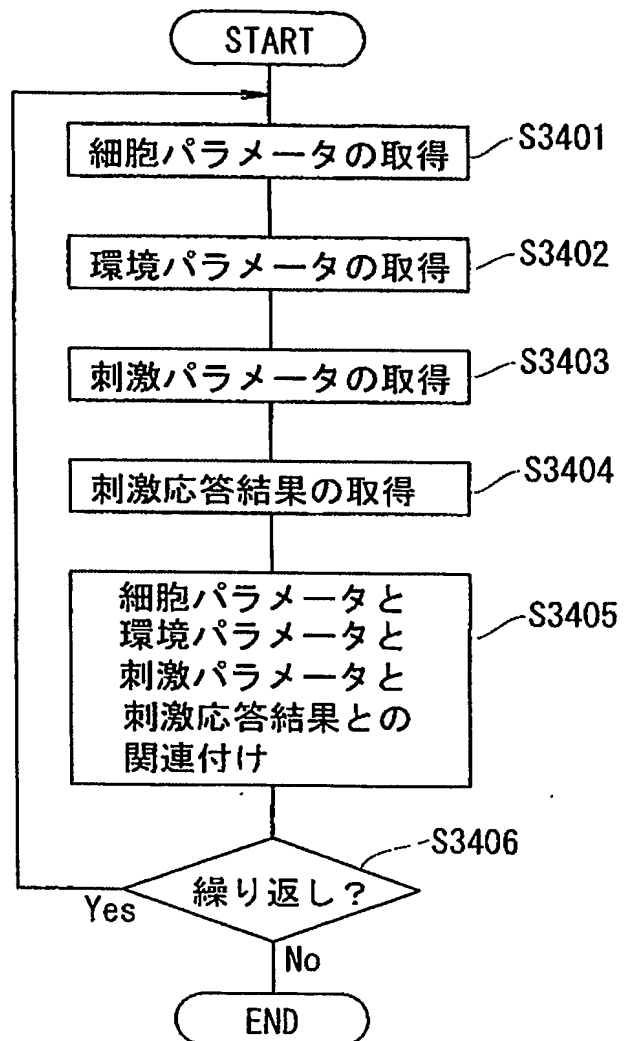 START
細胞パラメータの取得
S3401
環境パラメータの取得
S3402
刺激パラメータの取得
S3403
刺激応答結果の取得
S3404
細胞パラメータと
環境パラメータと
刺激パラメータと
刺激応答結果との
関連付け
S3405
S3406
繰り返し?
Yes
No
END